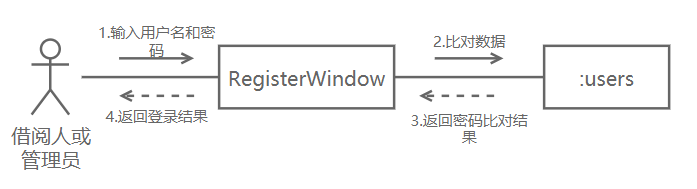 1.输入用户名和密
码
2.比对数据
RegisterWindow
:users
4.返回登录结果
3.返回密码比对结
果
借阅人或
管理员